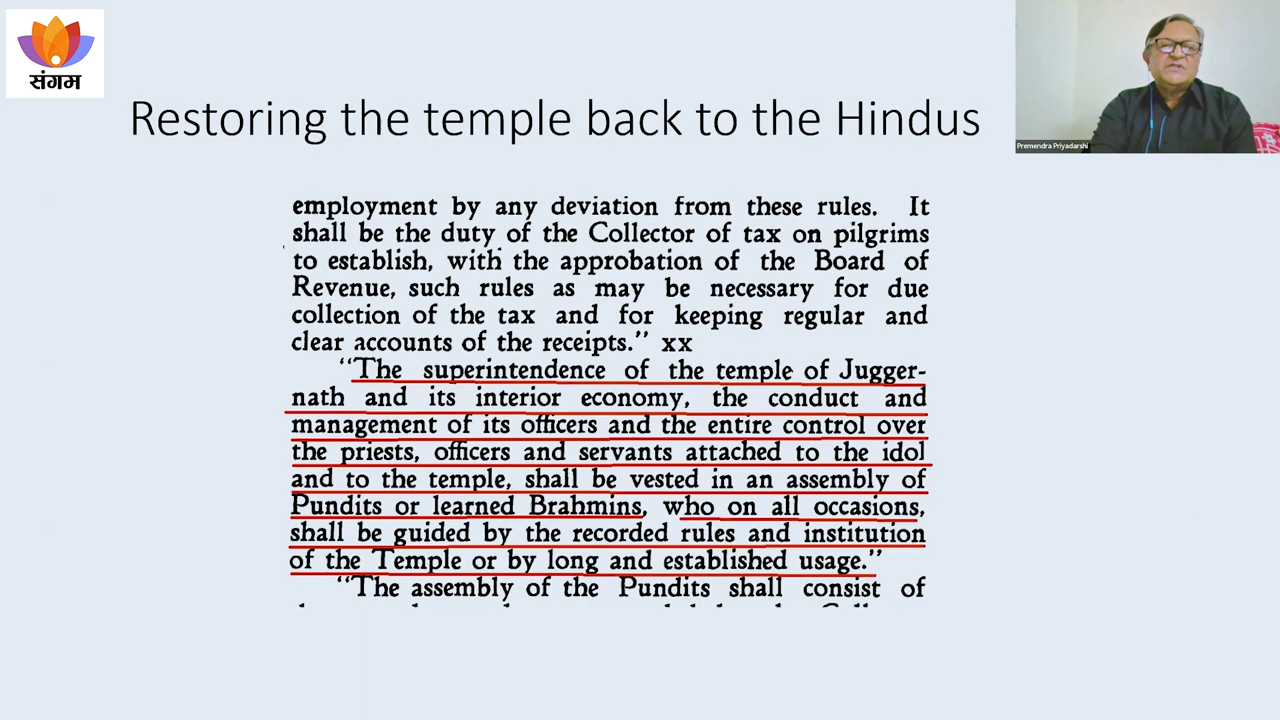 संगम
Restoring the temple back to the Hindus
Premendra Priyadarshi
employment by any deviation from these rules. It
shall be the duty of the Collector of tax on pilgrims
to establish, with the approbation of the Board of
Revenue, such rules as may be necessary for due
collection of the tax and for keeping regular and
clear accounts of the receipts.” xx
“The superintendence of the temple of Jugger-
nath and its interior economy, the conduct and
management of its officers and the entire control over
the priests, officers and servants attached to the idol
and to the temple, shall be vested in an assembly of
Pundits or learned Brahmins, who on all occasions,
shall be guided by the recorded rules and institution
of the Temple or by long and established usage.”
“The assembly of the Pundits shall consist of